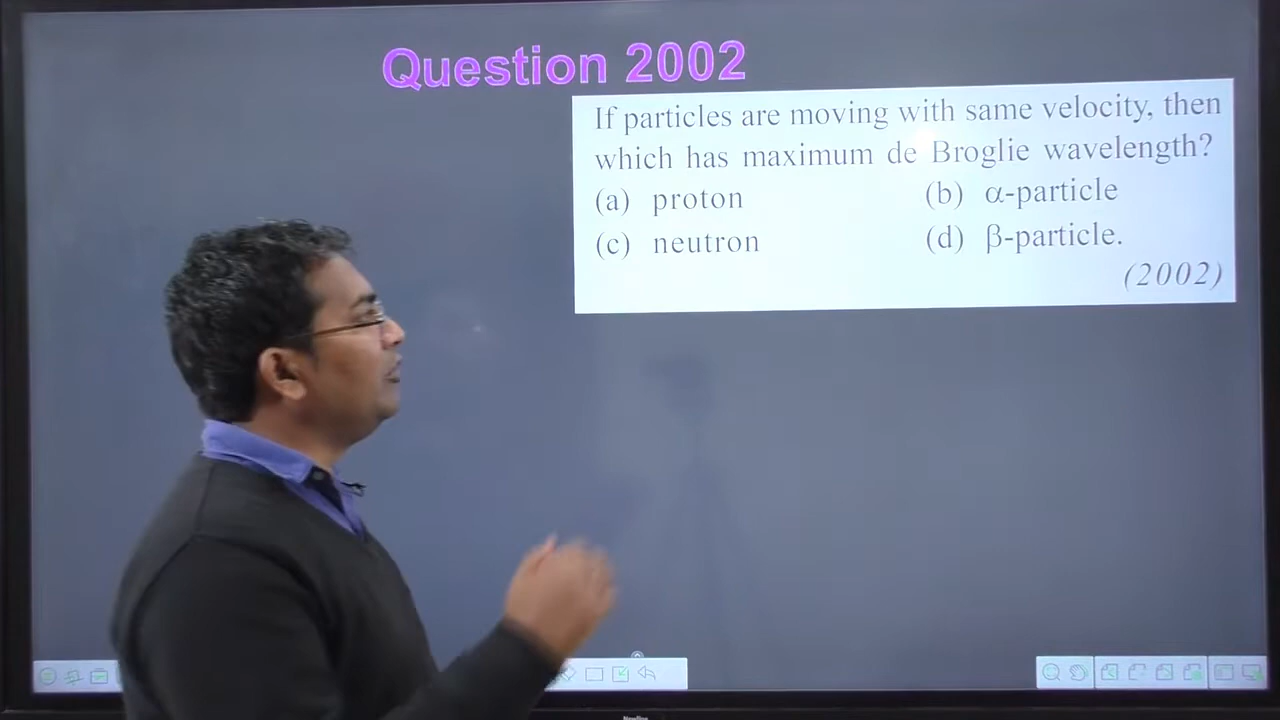 Question 2002
If particles are moving with same velocity, then
which has maximum de Broglie wavelength?
(a) proton (b) α-particle
(c) neutron (d) β-particle.
(2002)